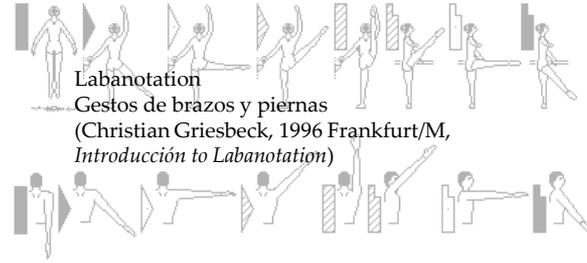 Labanotation
Gestos de brazos y piernas
(Christian Griesbeck, 1996 Frankfurt/M,
Introducción to Labanotation)